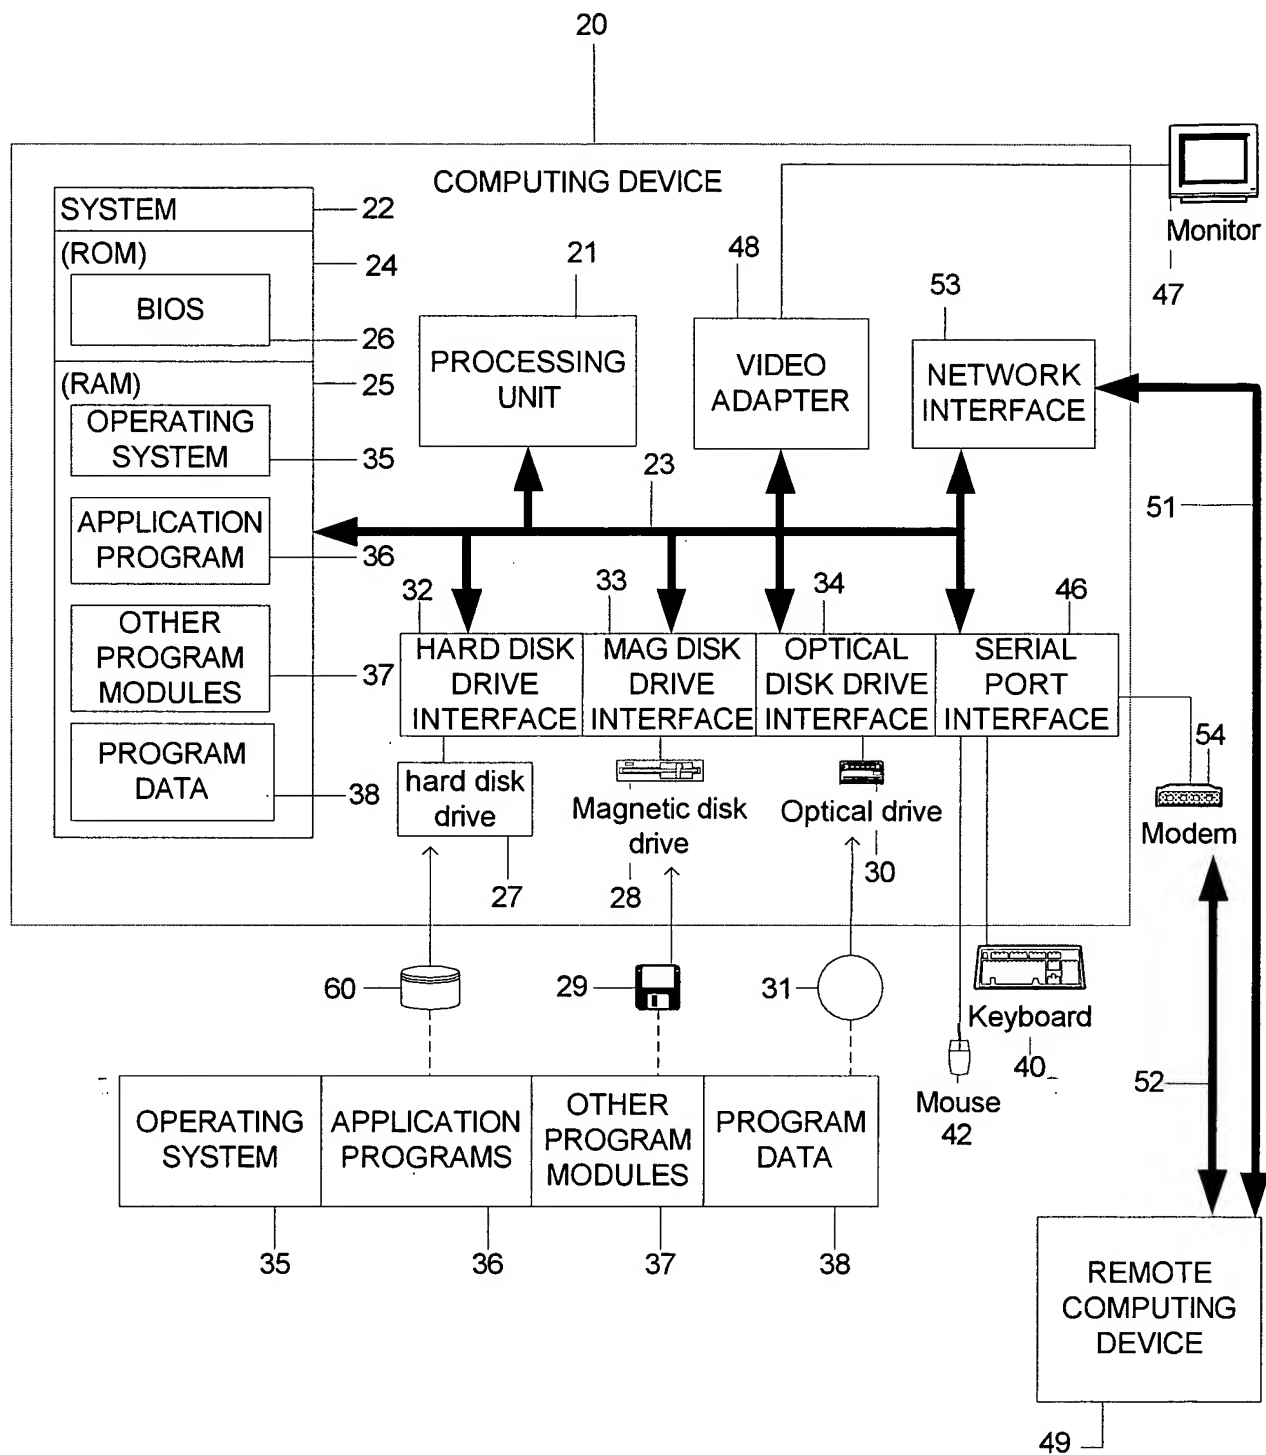 20
COMPUTING DEVICE
SYSTEM
22
(ROM)
24
BIOS
26
(RAM)
25
OPERATING
SYSTEM
35
APPLICATION
PROGRAM
36
OTHER
PROGRAM
MODULES
37
PROGRAM
DATA
38
21
PROCESSING
UNIT
48
VIDEO
ADAPTER
53
NETWORK
INTERFACE
Monitor
47
23
51
32
HARD DISK
DRIVE
INTERFACE
33
MAG DISK
DRIVE
INTERFACE
34
OPTICAL
DISK DRIVE
INTERFACE
46
SERIAL
PORT
INTERFACE
54
Modem
hard disk
drive
27
Magnetic disk
drive
28
Optical drive
30
60
29
31
Keyboard
40
Mouse
42
52
OPERATING
SYSTEM
APPLICATION
PROGRAMS
OTHER
PROGRAM
MODULES
PROGRAM
DATA
35
36
37
38
REMOTE
COMPUTING
DEVICE
49